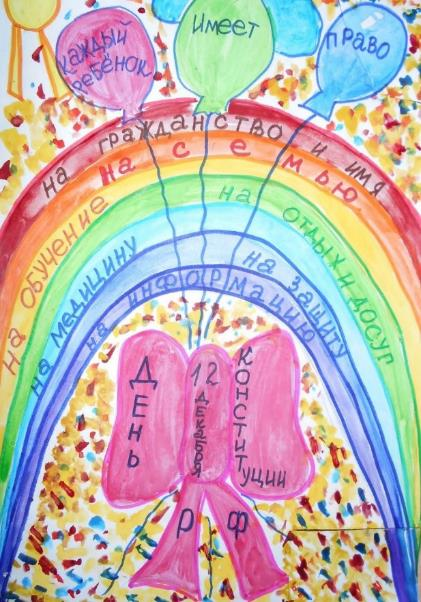 Каждый
ребёнок
имеет
право
на гражданство и имя
на семью
на обучение
на отдых и досуг
на медицину
на защиту
на информацию
День
12
декабря
Конституции
РФ